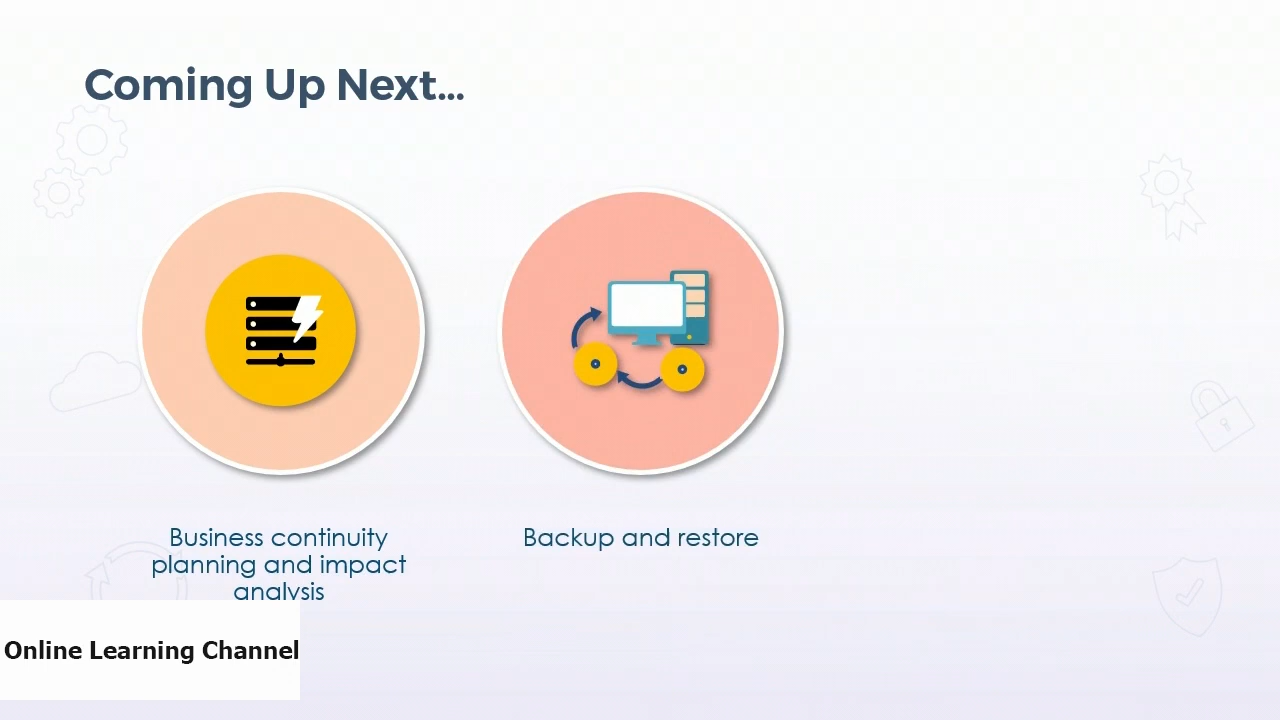 Coming Up Next...
Business continuity
planning and impact
analysis
Backup and restore
Online Learning Channel